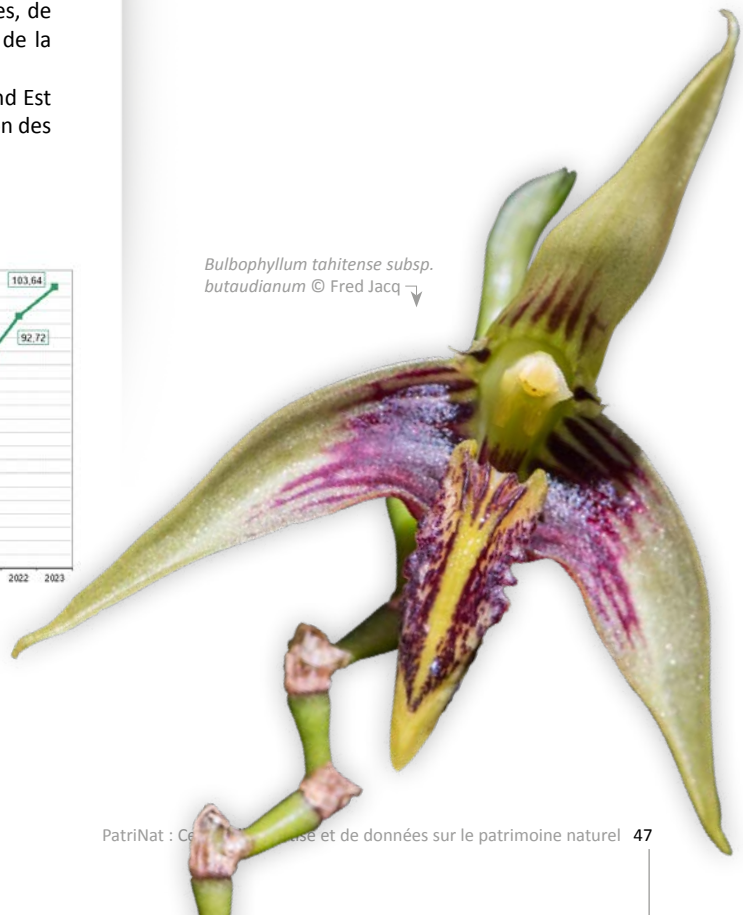 es, de
de la
nd Est
n des
103,64
92,72
2022 2023
Bulbophyllum tahitense subsp.
butaudianum © Fred Jacq
PatriNat : Ce ise et de données sur le patrimoine naturel 47